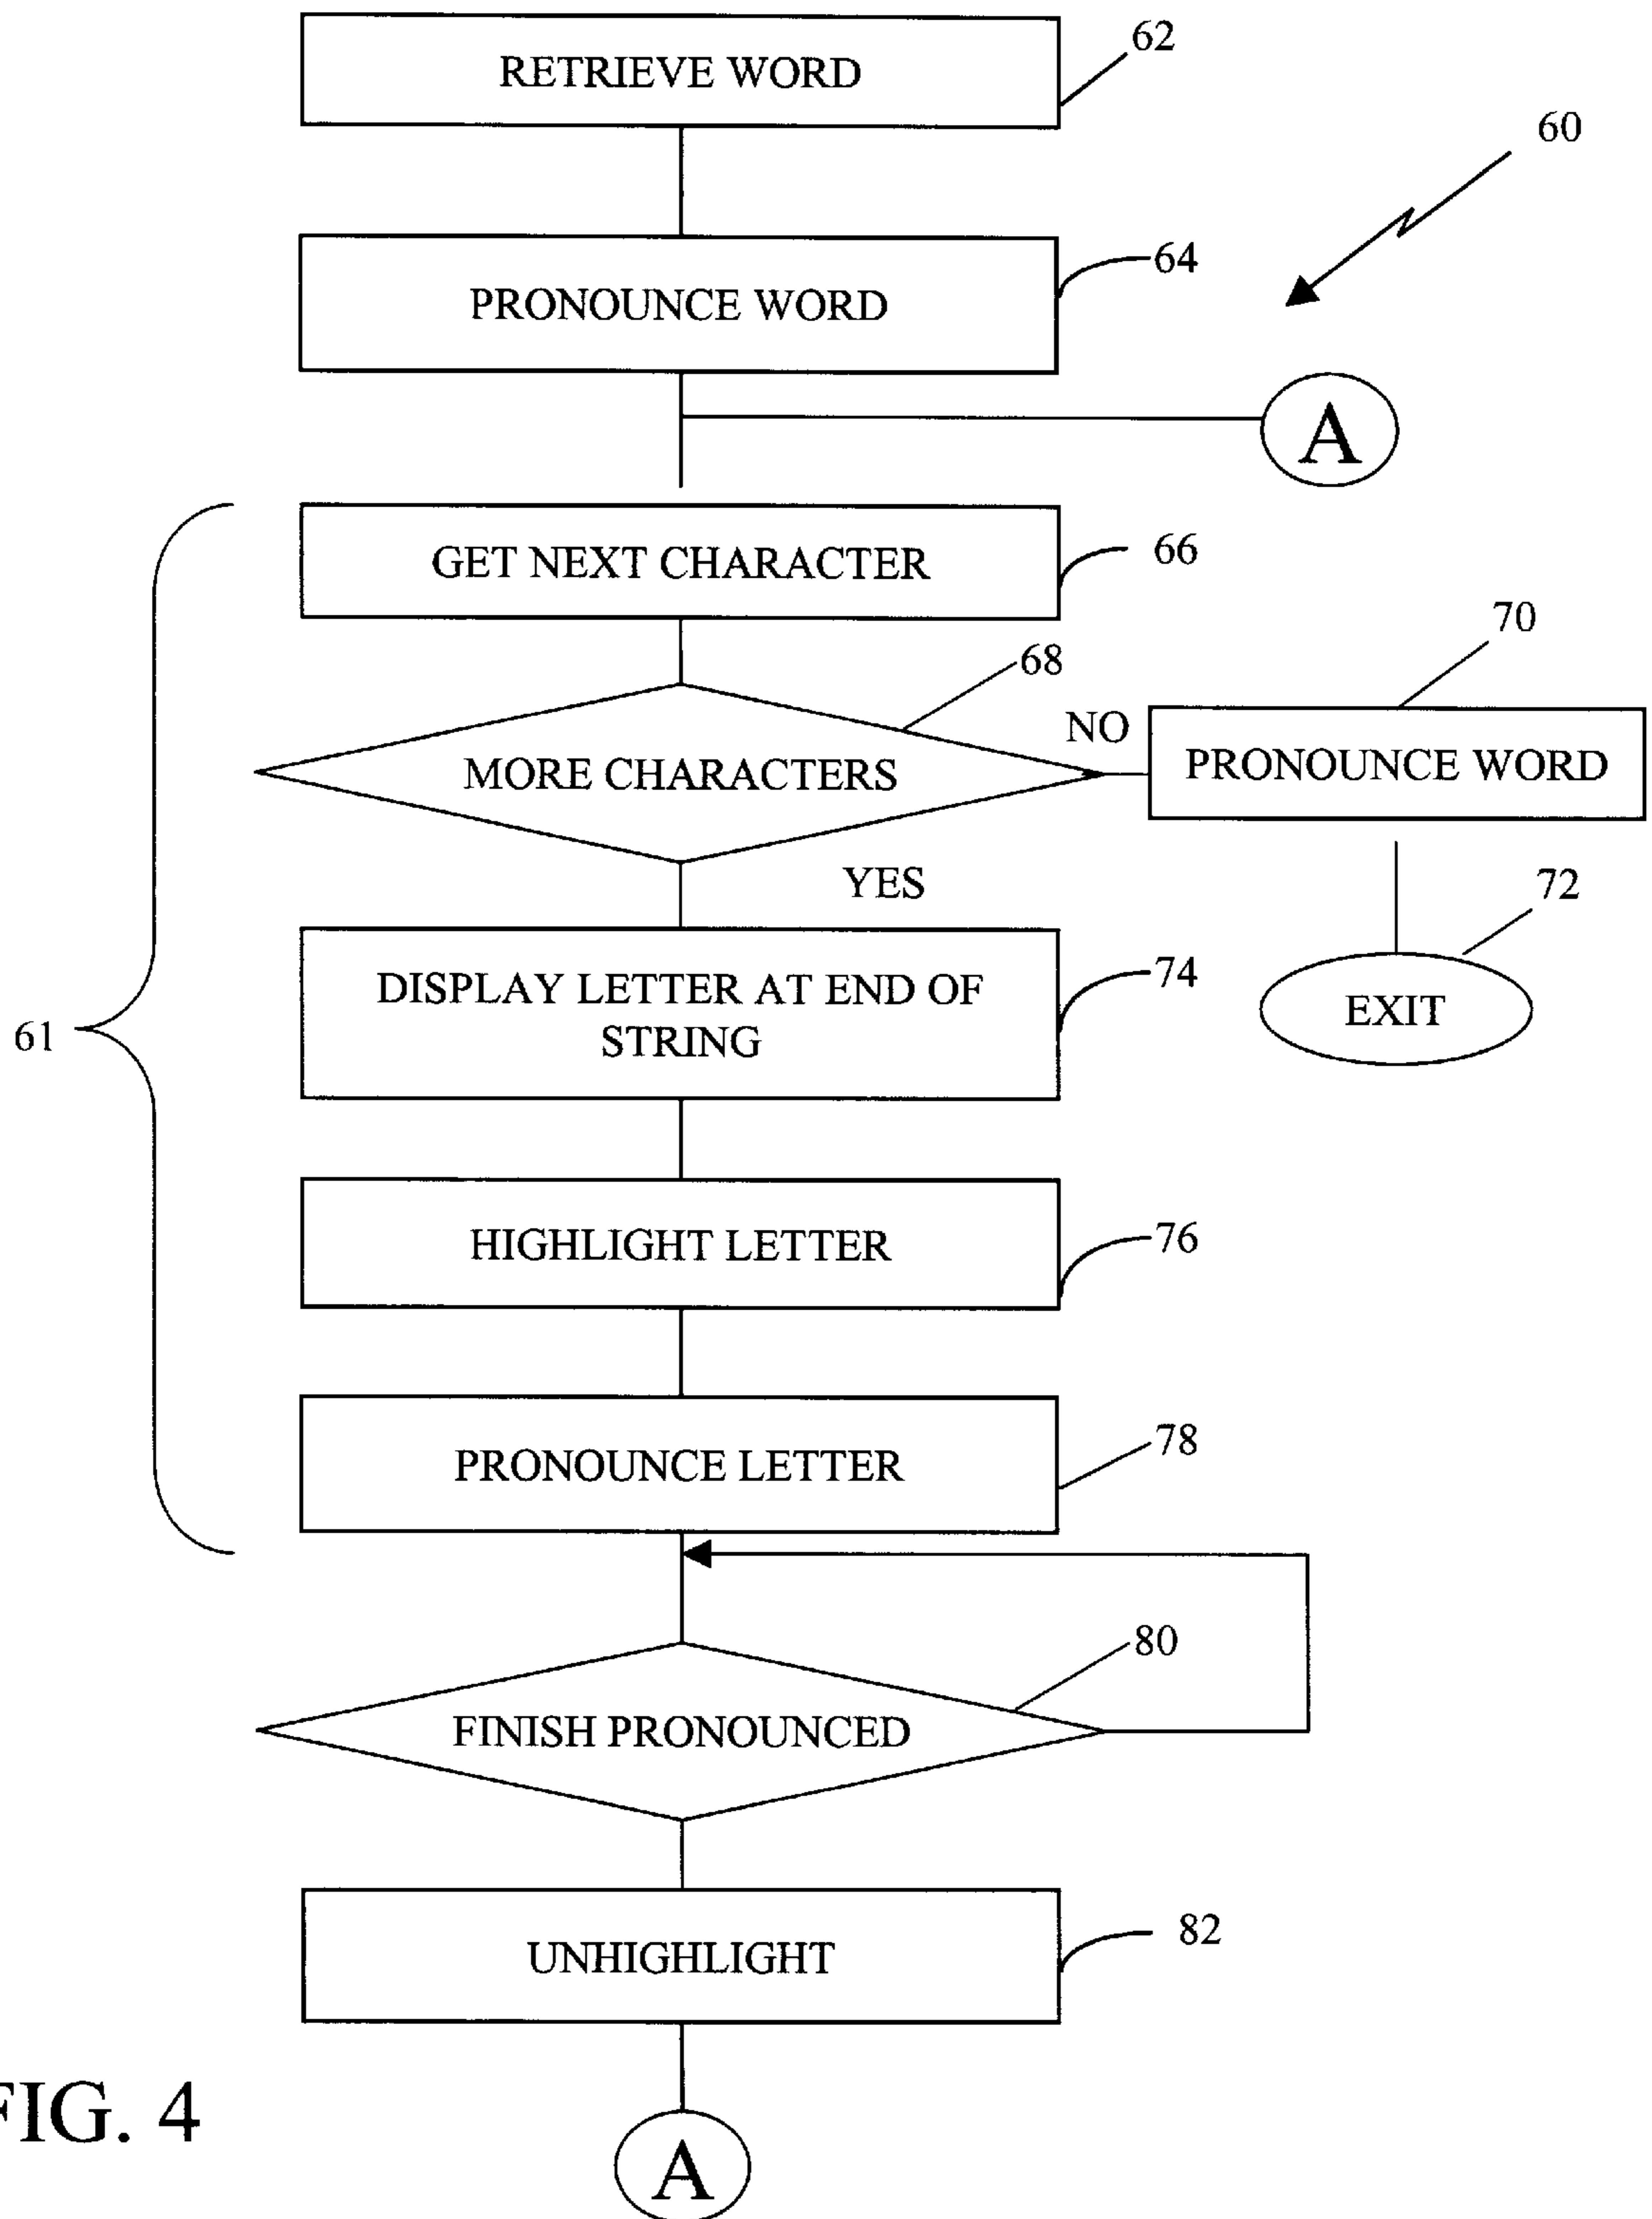 RETRIEVE WORD
62
60
PRONOUNCE WORD
64
A
GET NEXT CHARACTER
66
70
68
MORE CHARACTERS
NO
PRONOUNCE WORD
YES
72
DISPLAY LETTER AT END OF
STRING
74
EXIT
61
HIGHLIGHT LETTER
76
PRONOUNCE LETTER
78
80
FINISH PRONOUNCED
UNHIGHLIGHT
82
FIG. 4
A